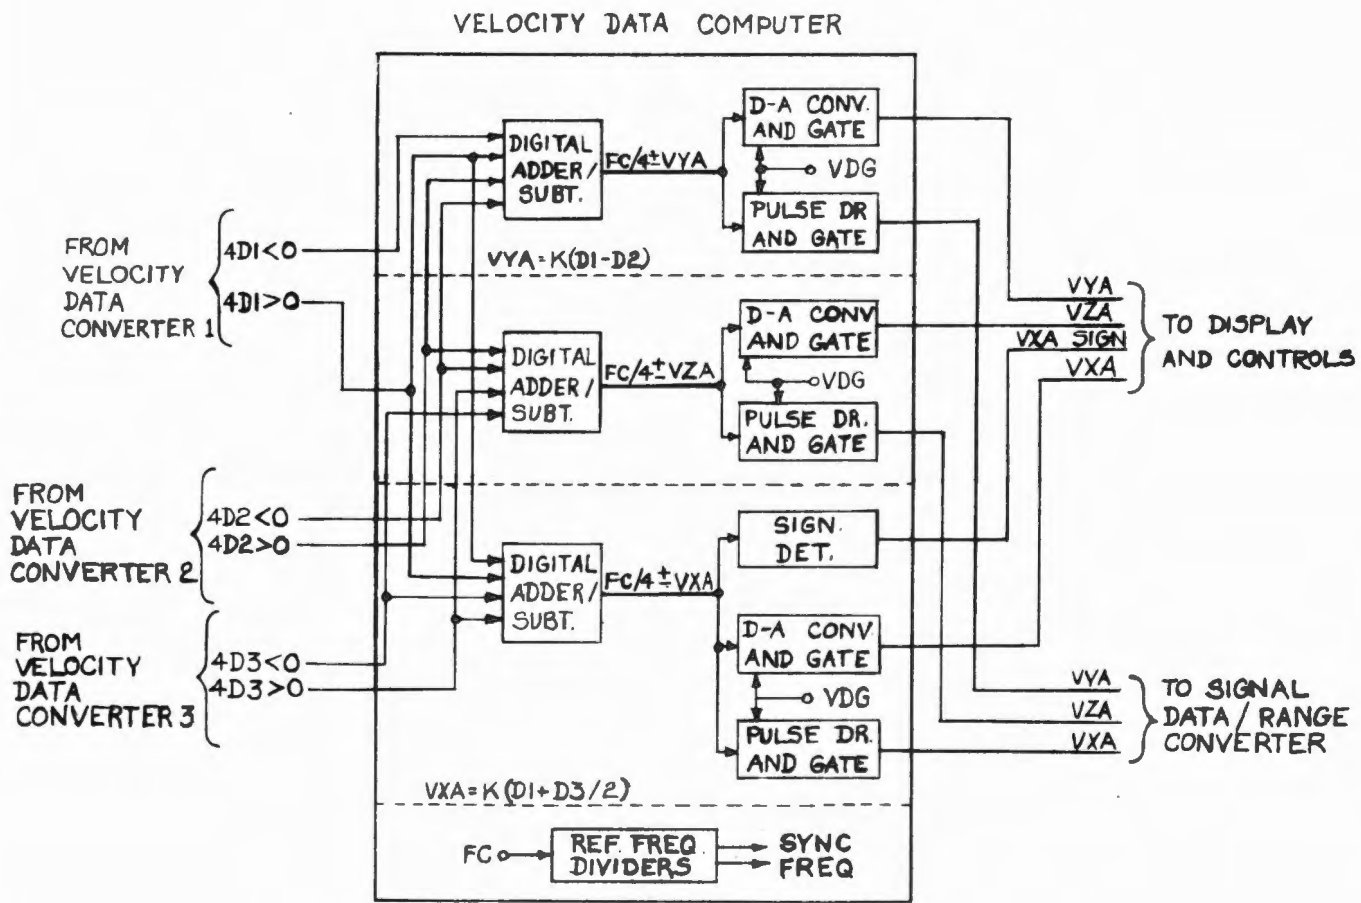 VELOCITY DATA COMPUTER
FROM
VELOCITY
DATA
CONVERTER 1
4D1<0
4D1>0
FROM
VELOCITY
DATA
CONVERTER 2
4D2<0
4D2>0
FROM
VELOCITY
DATA
CONVERTER 3
4D3<0
4D3>0
DIGITAL
ADDER/
SUBT.
FC/4±VYA
D-A CONV.
AND GATE
VDG
PULSE DR
AND GATE
VYA=K(D1-D2)
DIGITAL
ADDER/
SUBT.
FC/4±VZA
D-A CONV
AND GATE
VDG
PULSE DR.
AND GATE
DIGITAL
ADDER/
SUBT.
FC/4±VXA
SIGN.
DET.
D-A CONV.
AND GATE
VDG
PULSE DR.
AND GATE
VXA=K(D1+D3/2)
FC
REF. FREQ
DIVIDERS
SYNC
FREQ
VYA
VZA
VXA SIGN
VXA
TO DISPLAY
AND CONTROLS
VYA
VZA
VXA
TO SIGNAL
DATA/RANGE
CONVERTER